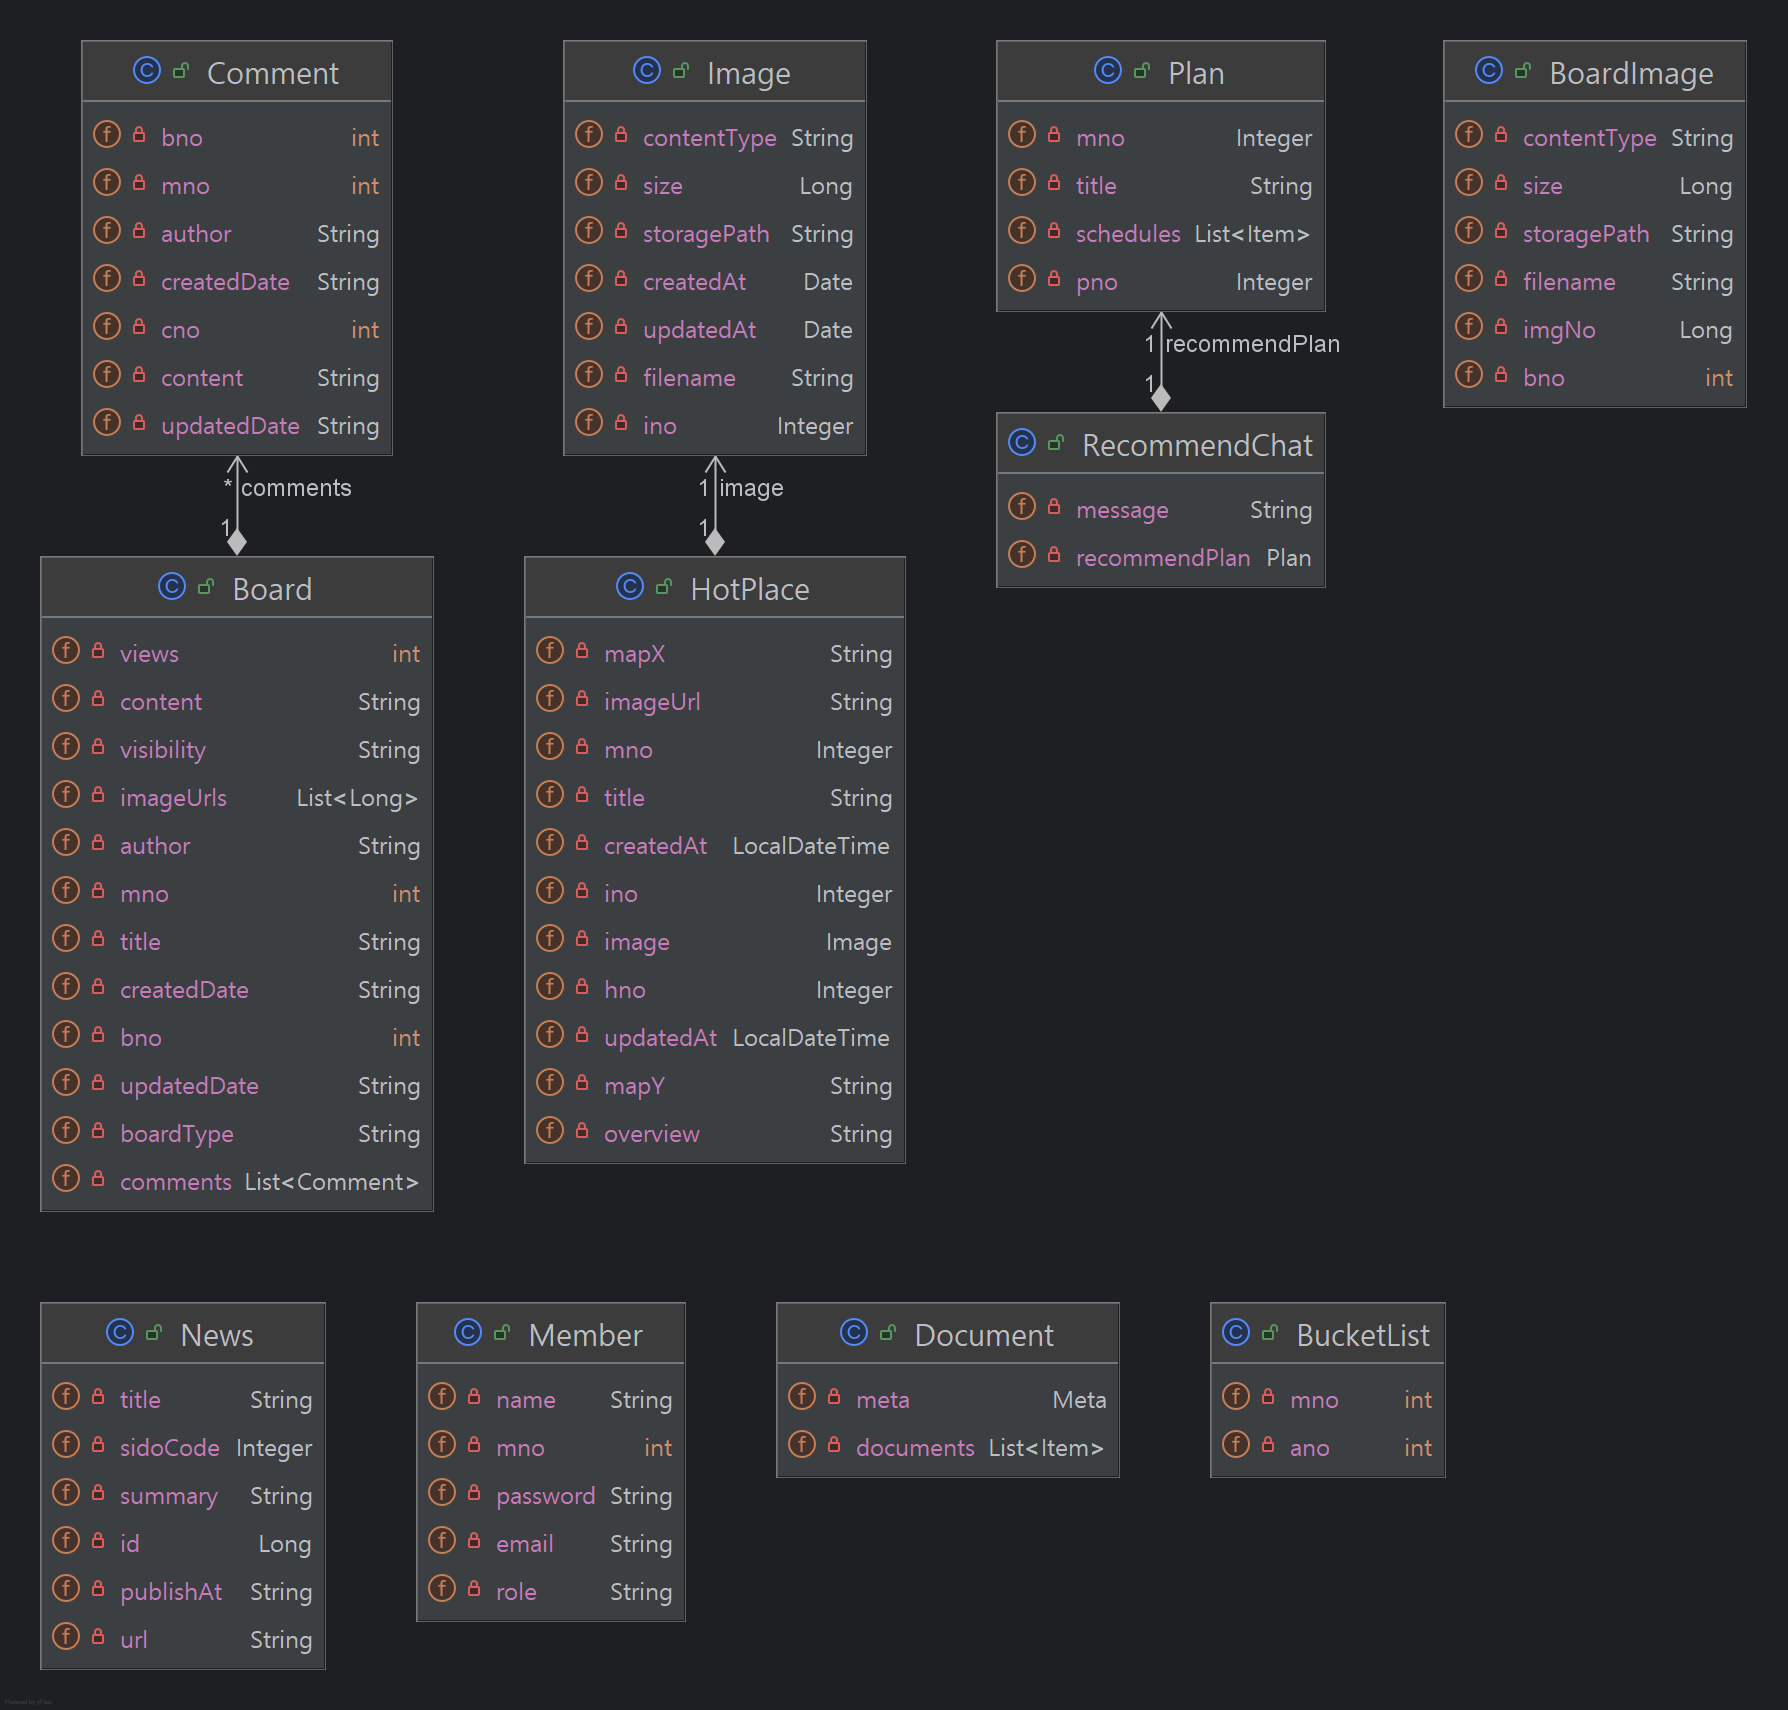 Comment
bno int
mno int
author String
createdDate String
cno int
content String
updatedDate String
Image
contentType String
size Long
storagePath String
createdAt Date
updatedAt Date
filename String
ino Integer
Plan
mno Integer
title String
schedules List<Item>
pno Integer
BoardImage
contentType String
size Long
storagePath String
filename String
imgNo Long
bno int
* comments
1
1 image
1
1 recommendPlan
1
RecommendChat
message String
recommendPlan Plan
Board
views int
content String
visibility String
imageUrls List<Long>
author String
mno int
title String
createdDate String
bno int
updatedDate String
boardType String
comments List<Comment>
HotPlace
mapX String
imageUrl String
mno Integer
title String
createdAt LocalDateTime
ino Integer
image Image
hno Integer
updatedAt LocalDateTime
mapY String
overview String
News
title String
sidoCode Integer
summary String
id Long
publishAt String
url String
Member
name String
mno int
password String
email String
role String
Document
meta Meta
documents List<Item>
BucketList
mno int
ano int
Powered by yFiles